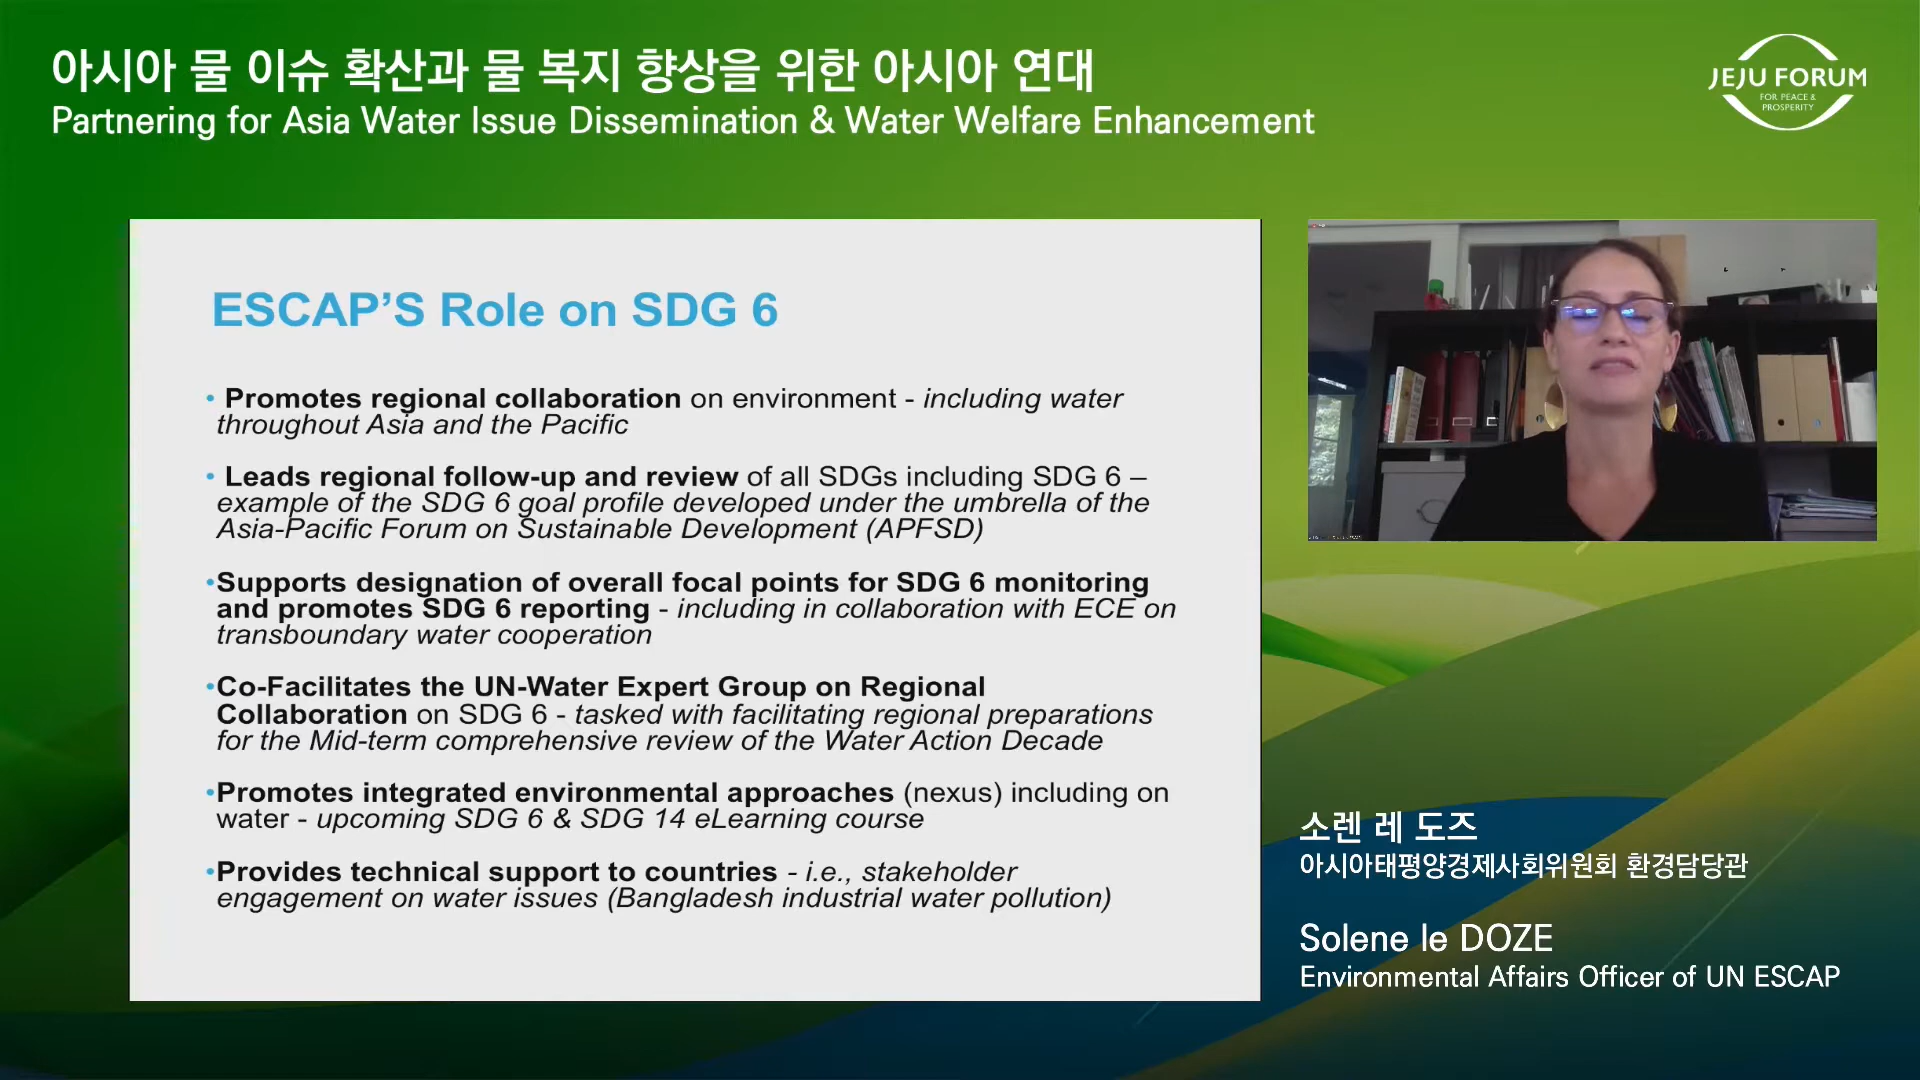 아시아 물 이슈 확산과 물 복지 향상을 위한 아시아 연대
Partnering for Asia Water Issue Dissemination & Water Welfare Enhancement
JEJU FORUM
FOR PEACE &
PROSPERITY
ESCAP’S Role on SDG 6
• Promotes regional collaboration on environment - including water
throughout Asia and the Pacific
• Leads regional follow-up and review of all SDGs including SDG 6 –
example of the SDG 6 goal profile developed under the umbrella of the
Asia-Pacific Forum on Sustainable Development (APFSD)
•Supports designation of overall focal points for SDG 6 monitoring
and promotes SDG 6 reporting - including in collaboration with ECE on
transboundary water cooperation
•Co-Facilitates the UN-Water Expert Group on Regional
Collaboration on SDG 6 - tasked with facilitating regional preparations
for the Mid-term comprehensive review of the Water Action Decade
•Promotes integrated environmental approaches (nexus) including on
water - upcoming SDG 6 & SDG 14 eLearning course
•Provides technical support to countries - i.e., stakeholder
engagement on water issues (Bangladesh industrial water pollution)
소렌 레 도즈
아시아태평양경제사회위원회 환경담당관
Solene le DOZE
Environmental Affairs Officer of UN ESCAP